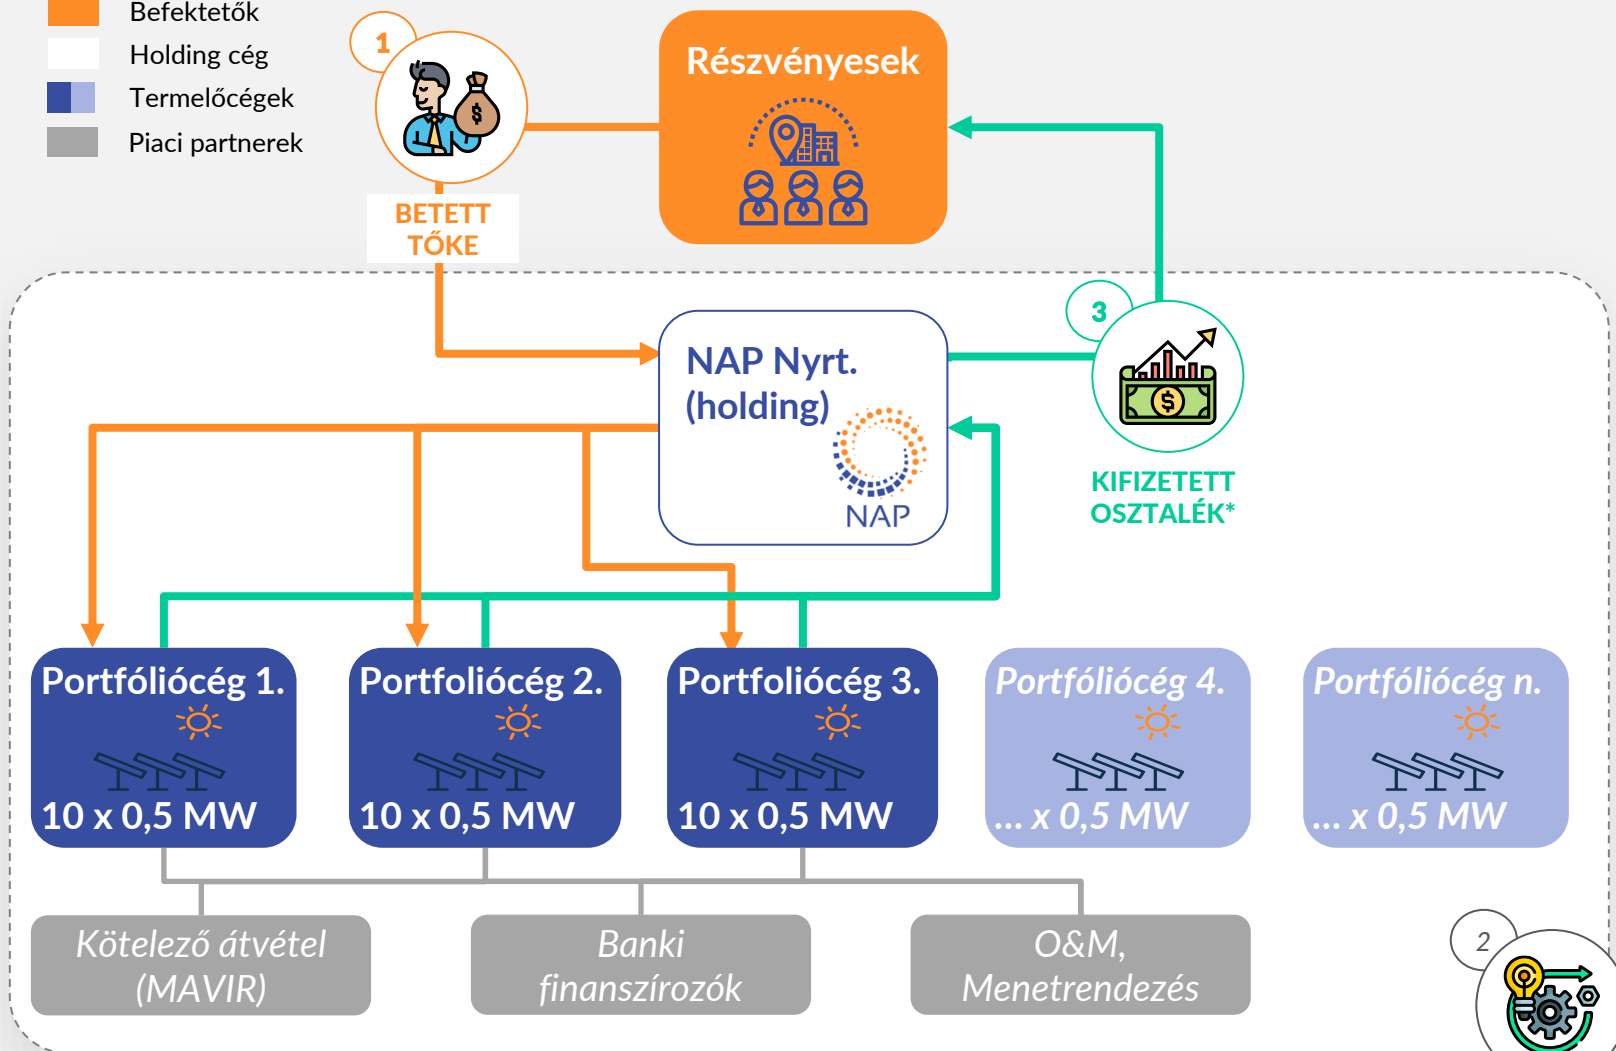 Befektetők
Holding cég
Termelőcégek
Piaci partnerek
1
BETETT
TŐKE
Részvényesek
NAP Nyrt.
(holding)
NAP
3
KIFIZETETT
OSZTALÉK*
Portfóliócég 1.
10 x 0,5 MW
Portfoliócég 2.
10 x 0,5 MW
Portfoliócég 3.
10 x 0,5 MW
Portfóliócég 4.
... x 0,5 MW
Portfóliócég n.
... x 0,5 MW
Kötelező átvétel
(MAVIR)
Banki
finanszírozók
O&M,
Menetrendezés
2